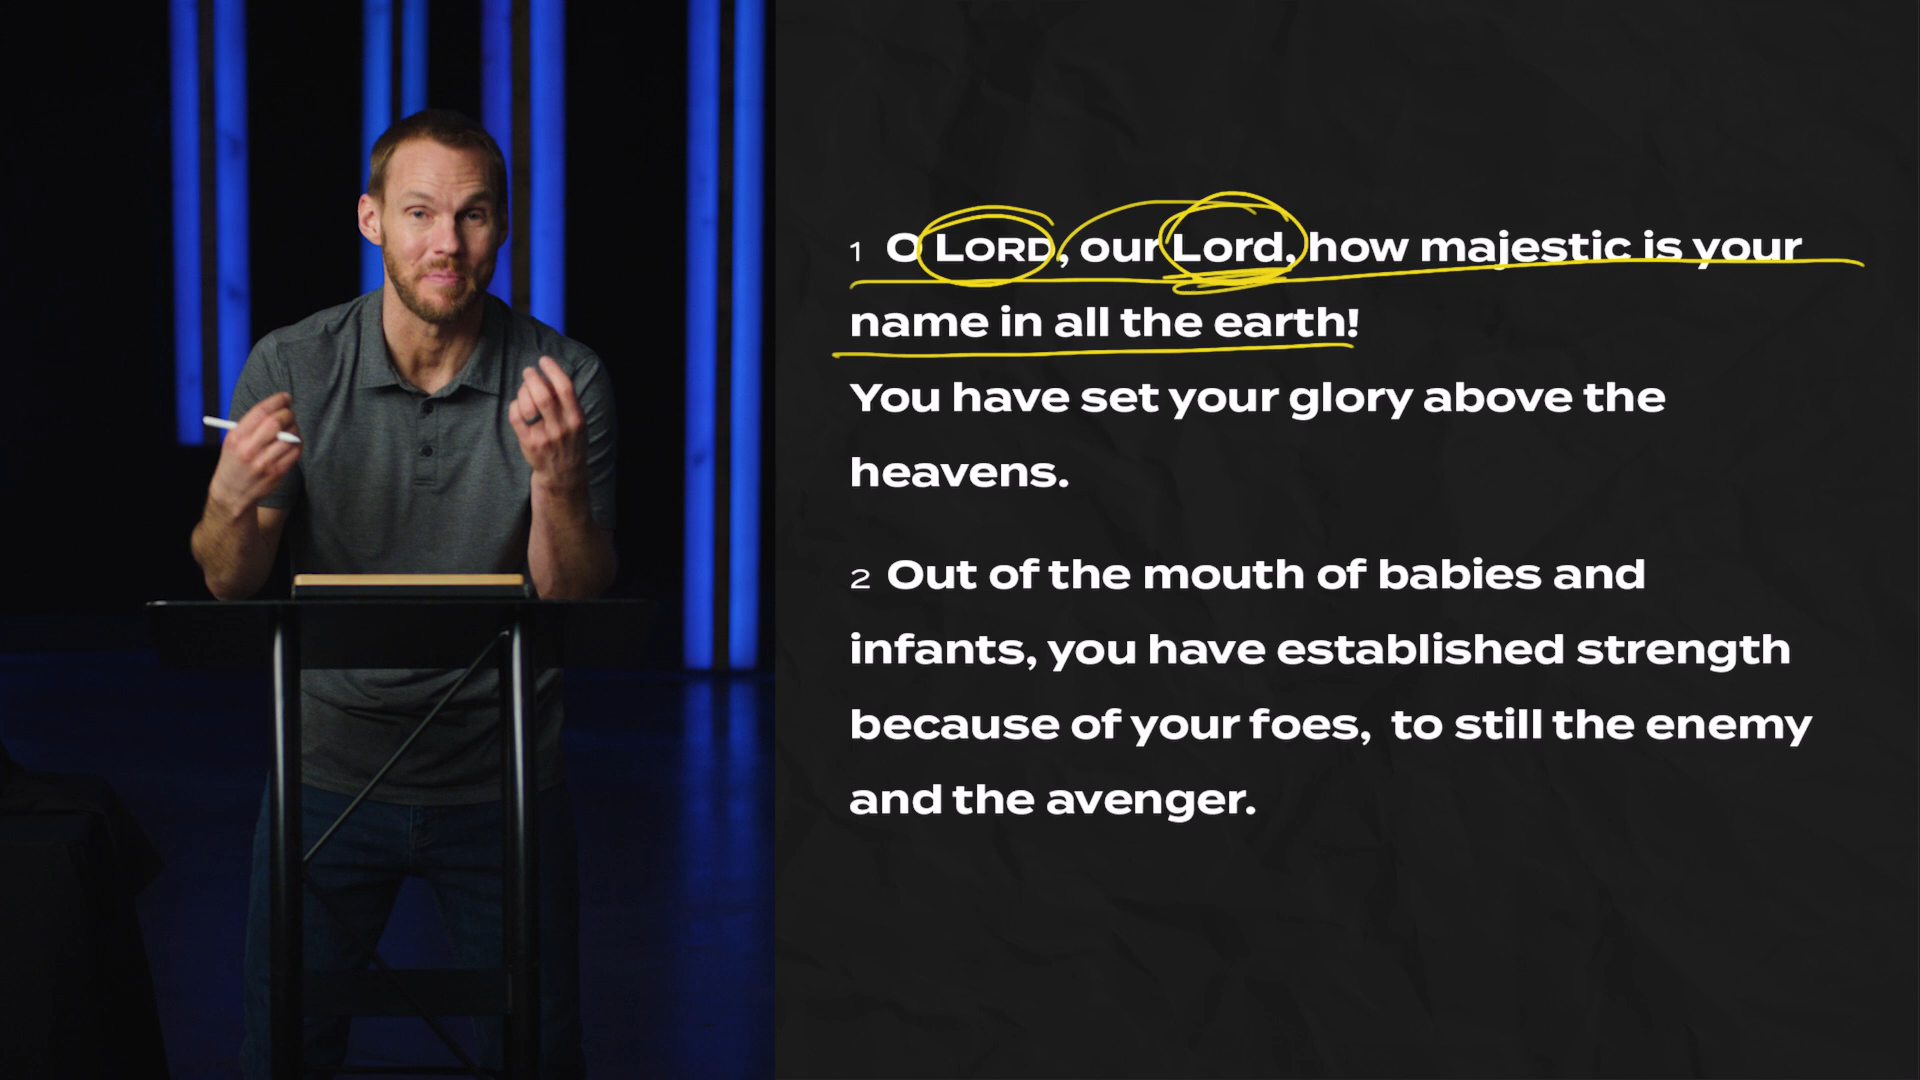 1 O LORD, our Lord, how majestic is your
name in all the earth!
You have set your glory above the
heavens.
2 Out of the mouth of babies and
infants, you have established strength
because of your foes, to still the enemy
and the avenger.